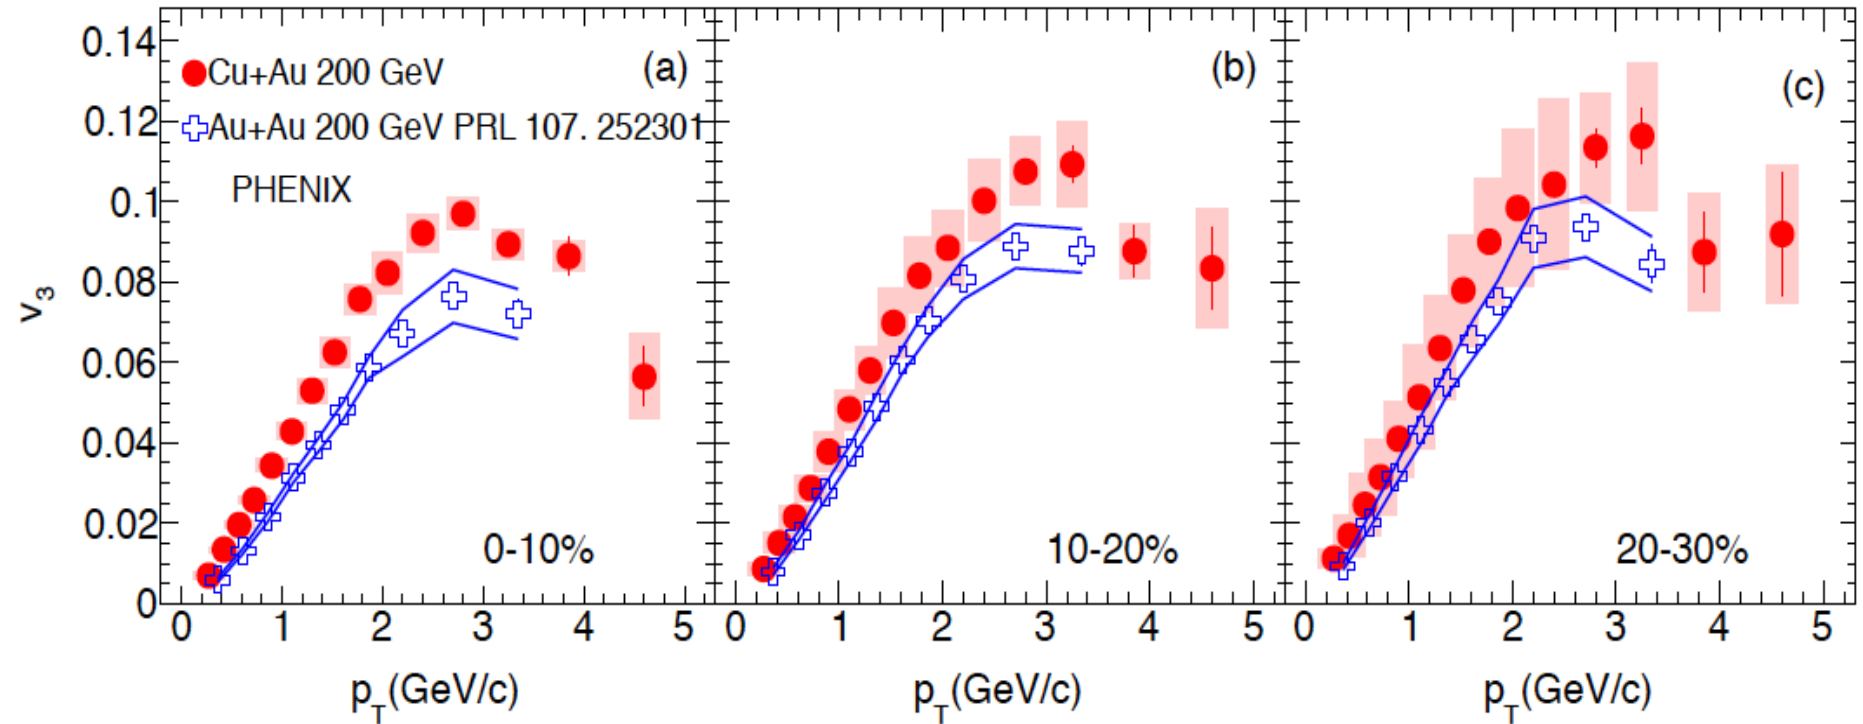 0.14
0.12
0.1
0.08
0.06
0.04
0.02
0
v3
Cu+Au 200 GeV
(a)
Au+Au 200 GeV PRL 107. 252301
PHENIX
0-10%
(b)
10-20%
(c)
20-30%
0 1 2 3 4 5
0 1 2 3 4 5
0 1 2 3 4 5
pT(GeV/c)
pT(GeV/c)
pT(GeV/c)